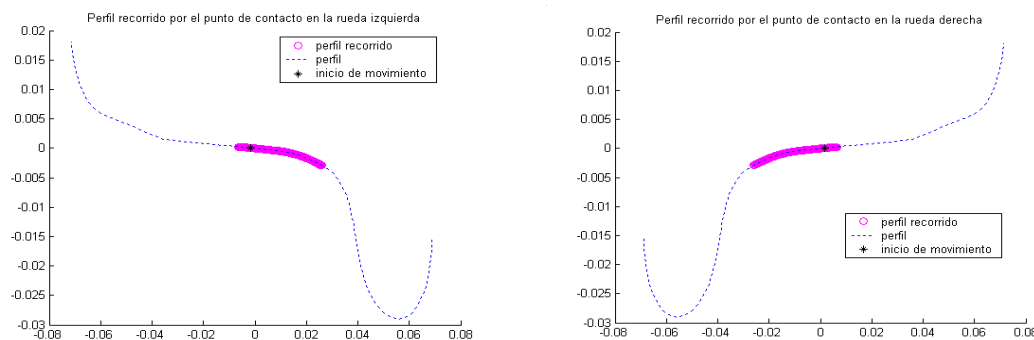 Perfil recorrido por el punto de contacto en la rueda izquierda
0.02
0.015
0.01
0.005
0
-0.005
-0.01
-0.015
-0.02
-0.025
-0.03
-0.08 -0.06 -0.04 -0.02 0 0.02 0.04 0.06 0.08
perfil recorrido
perfil
inicio de movimiento
Perfil recorrido por el punto de contacto en la rueda derecha
0.02
0.015
0.01
0.005
0
-0.005
-0.01
-0.015
-0.02
-0.025
-0.03
-0.08 -0.06 -0.04 -0.02 0 0.02 0.04 0.06 0.08
perfil recorrido
perfil
inicio de movimiento